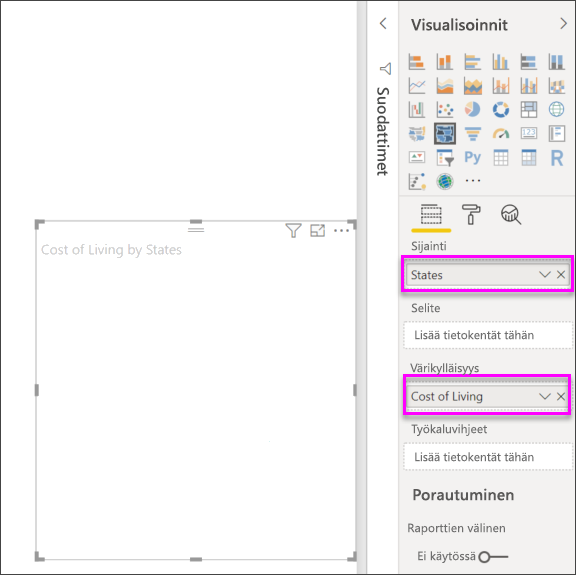 Visualisoinnit
Suodattimet
123
Py
R
Cost of Living by States
Sijainti
States
Selite
Lisää tietokentät tähän
Värikylläisyys
Cost of Living
Työkaluvihjeet
Lisää tietokentät tähän
Porautuminen
Raporttien välinen
Ei käytössä